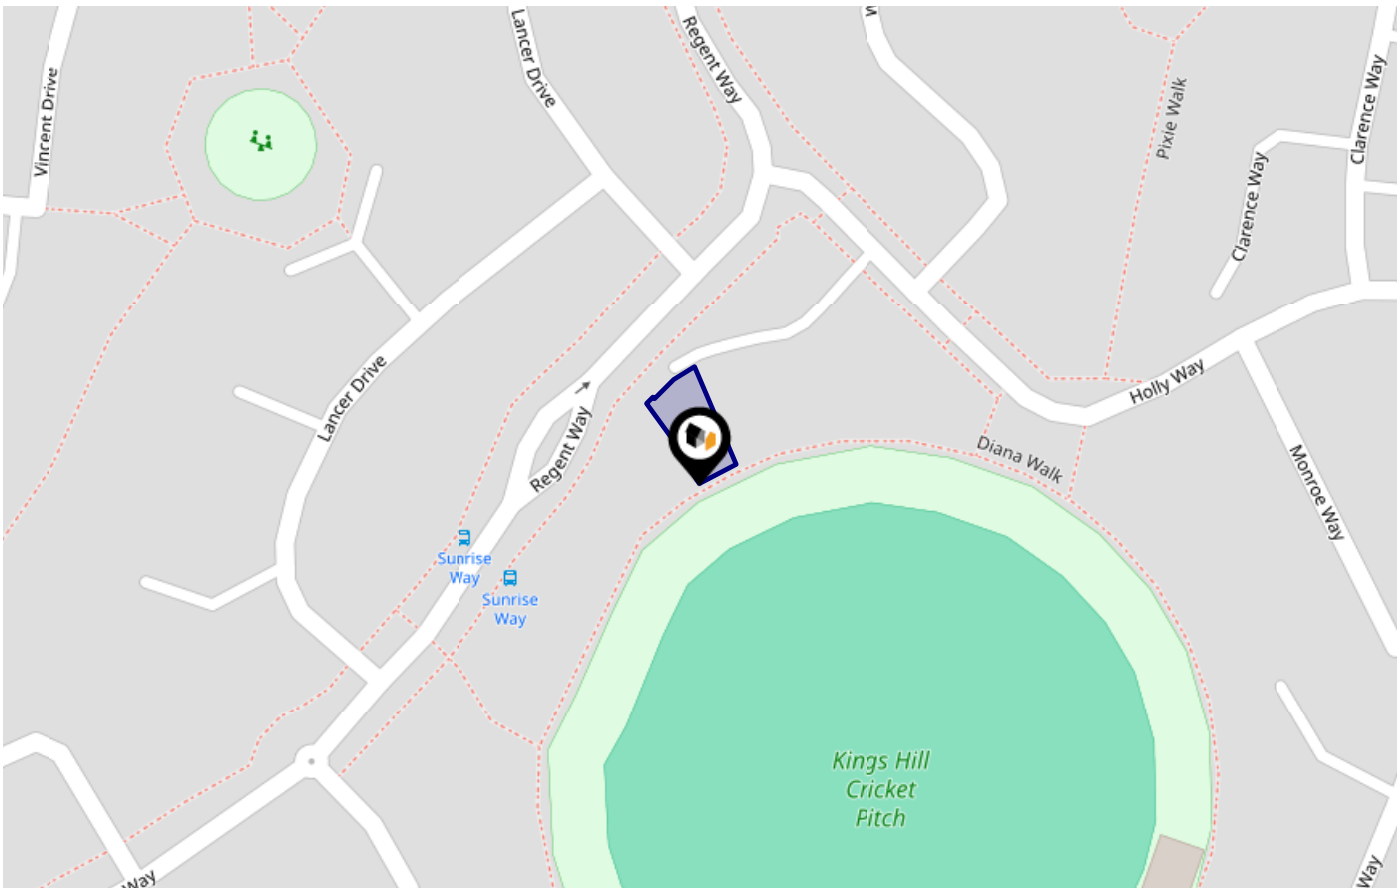 Lancer Drive
Regent Way
Vincent Drive
Pixie Walk
Clarence Way
Clarence Way
Lancer Drive
Regent Way
Holly Way
Diana Walk
Monroe Way
Sunrise
Way
Sunrise
Way
Kings Hill
Cricket
Pitch
Way
Way